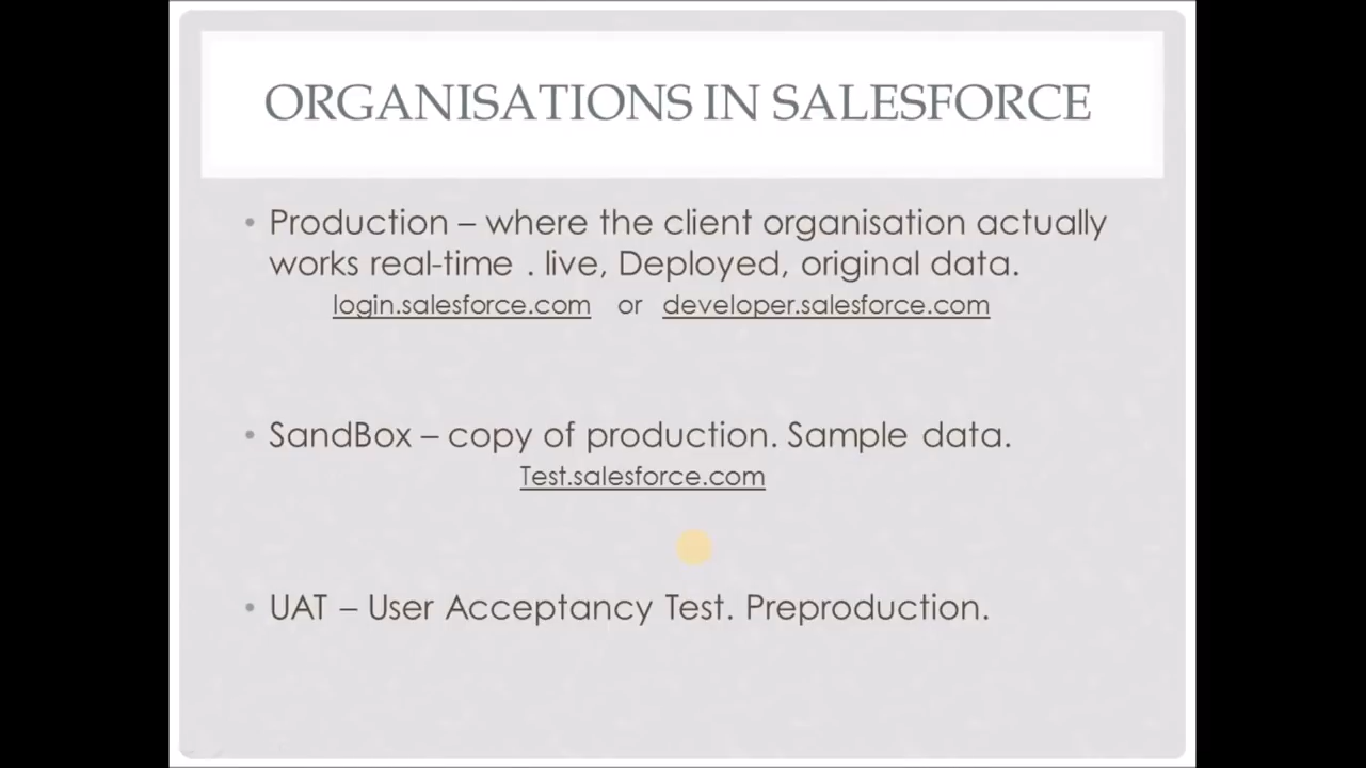 ORGANISATIONS IN SALESFORCE
• Production – where the client organisation actually
works real-time . live, Deployed, original data.
login.salesforce.com or developer.salesforce.com
• SandBox – copy of production. Sample data.
Test.salesforce.com
• UAT – User Acceptancy Test. Preproduction.